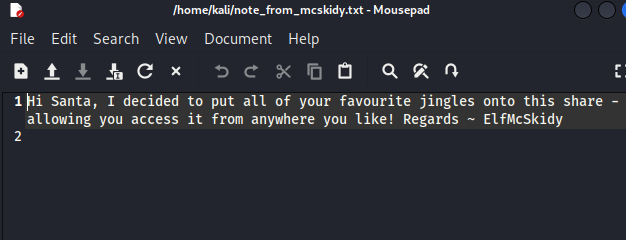 /home/kali/note_from_mcskidy.txt - Mousepad
File Edit Search View Document Help
1 Hi Santa, I decided to put all of your favourite jingles onto this share -
allowing you access it from anywhere you like! Regards ~ ElfMcSkidy
2